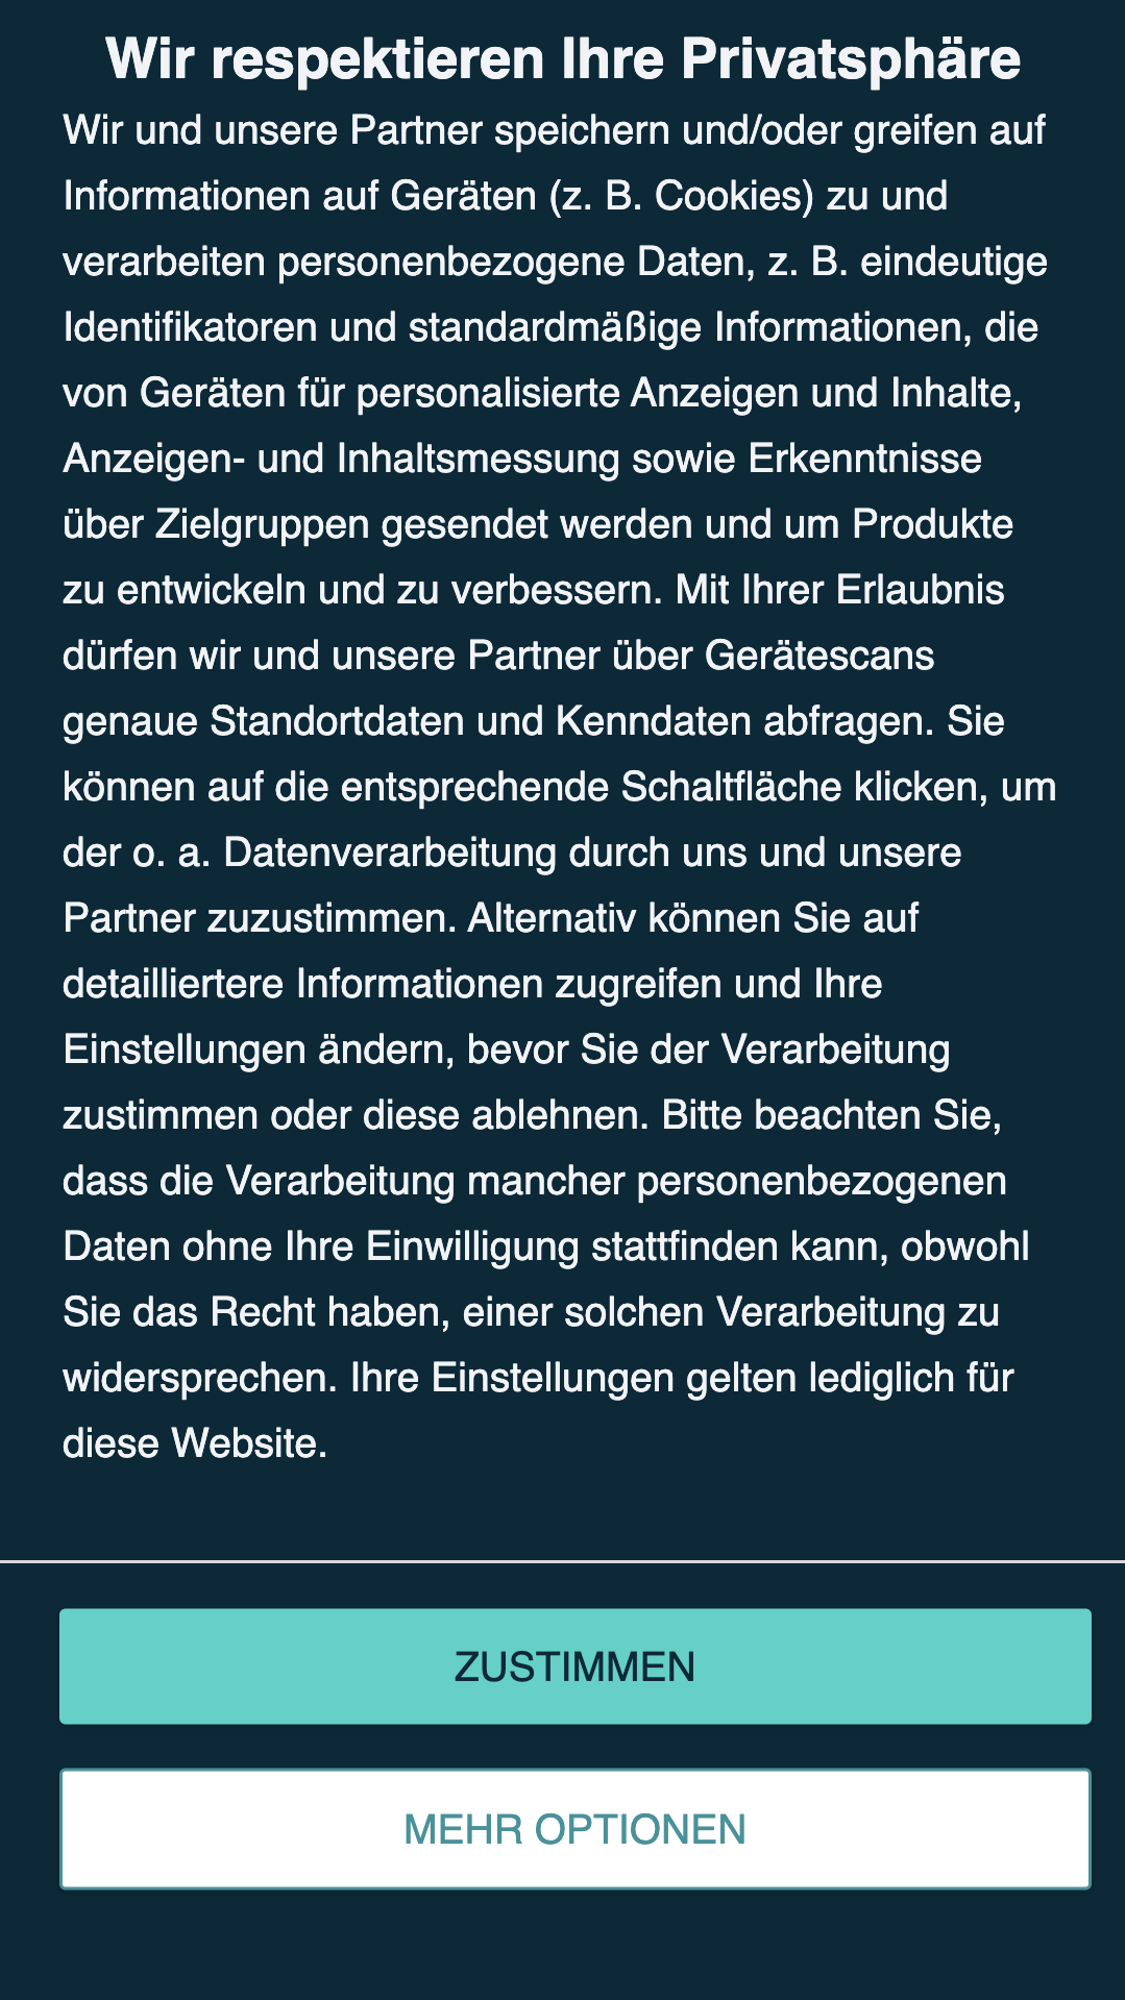 Wir respektieren Ihre Privatsphäre
Wir und unsere Partner speichern und/oder greifen auf
Informationen auf Geräten (z. B. Cookies) zu und
verarbeiten personenbezogene Daten, z. B. eindeutige
Identifikatoren und standardmäßige Informationen, die
von Geräten für personalisierte Anzeigen und Inhalte,
Anzeigen- und Inhaltsmessung sowie Erkenntnisse
über Zielgruppen gesendet werden und um Produkte
zu entwickeln und zu verbessern. Mit Ihrer Erlaubnis
dürfen wir und unsere Partner über Gerätescans
genaue Standortdaten und Kenndaten abfragen. Sie
können auf die entsprechende Schaltfläche klicken, um
der o. a. Datenverarbeitung durch uns und unsere
Partner zuzustimmen. Alternativ können Sie auf
detailliertere Informationen zugreifen und Ihre
Einstellungen ändern, bevor Sie der Verarbeitung
zustimmen oder diese ablehnen. Bitte beachten Sie,
dass die Verarbeitung mancher personenbezogenen
Daten ohne Ihre Einwilligung stattfinden kann, obwohl
Sie das Recht haben, einer solchen Verarbeitung zu
widersprechen. Ihre Einstellungen gelten lediglich für
diese Website.
ZUSTIMMEN
MEHR OPTIONEN